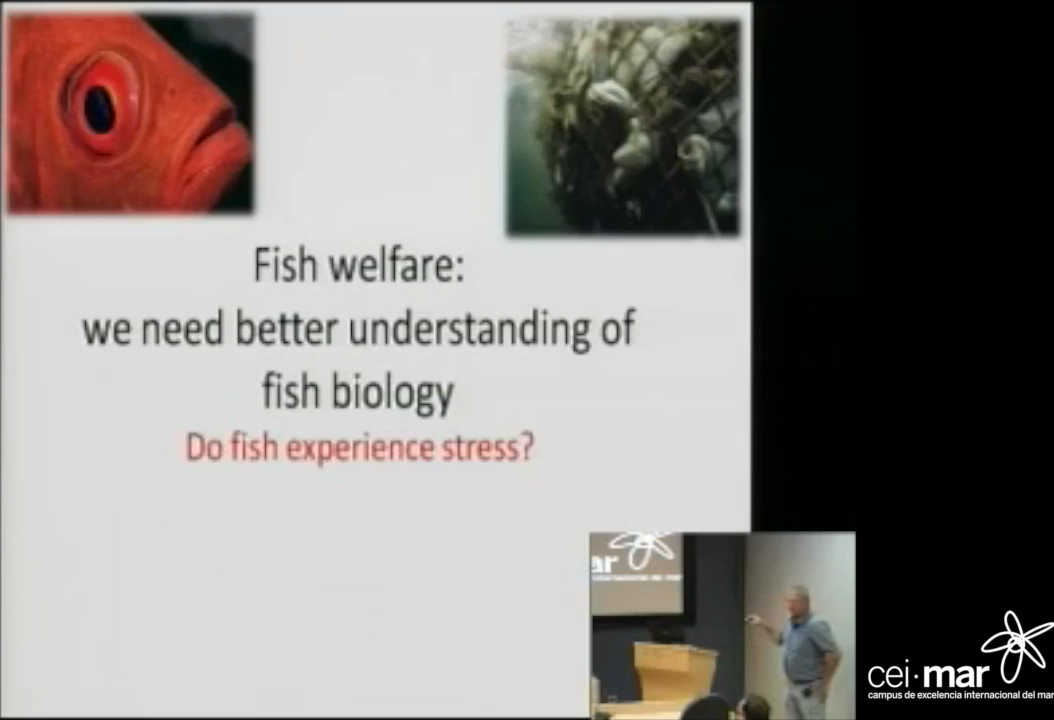 Fish welfare:
we need better understanding of
fish biology
Do fish experience stress?
ar
cei·mar
campus de excelencia internacional del mar